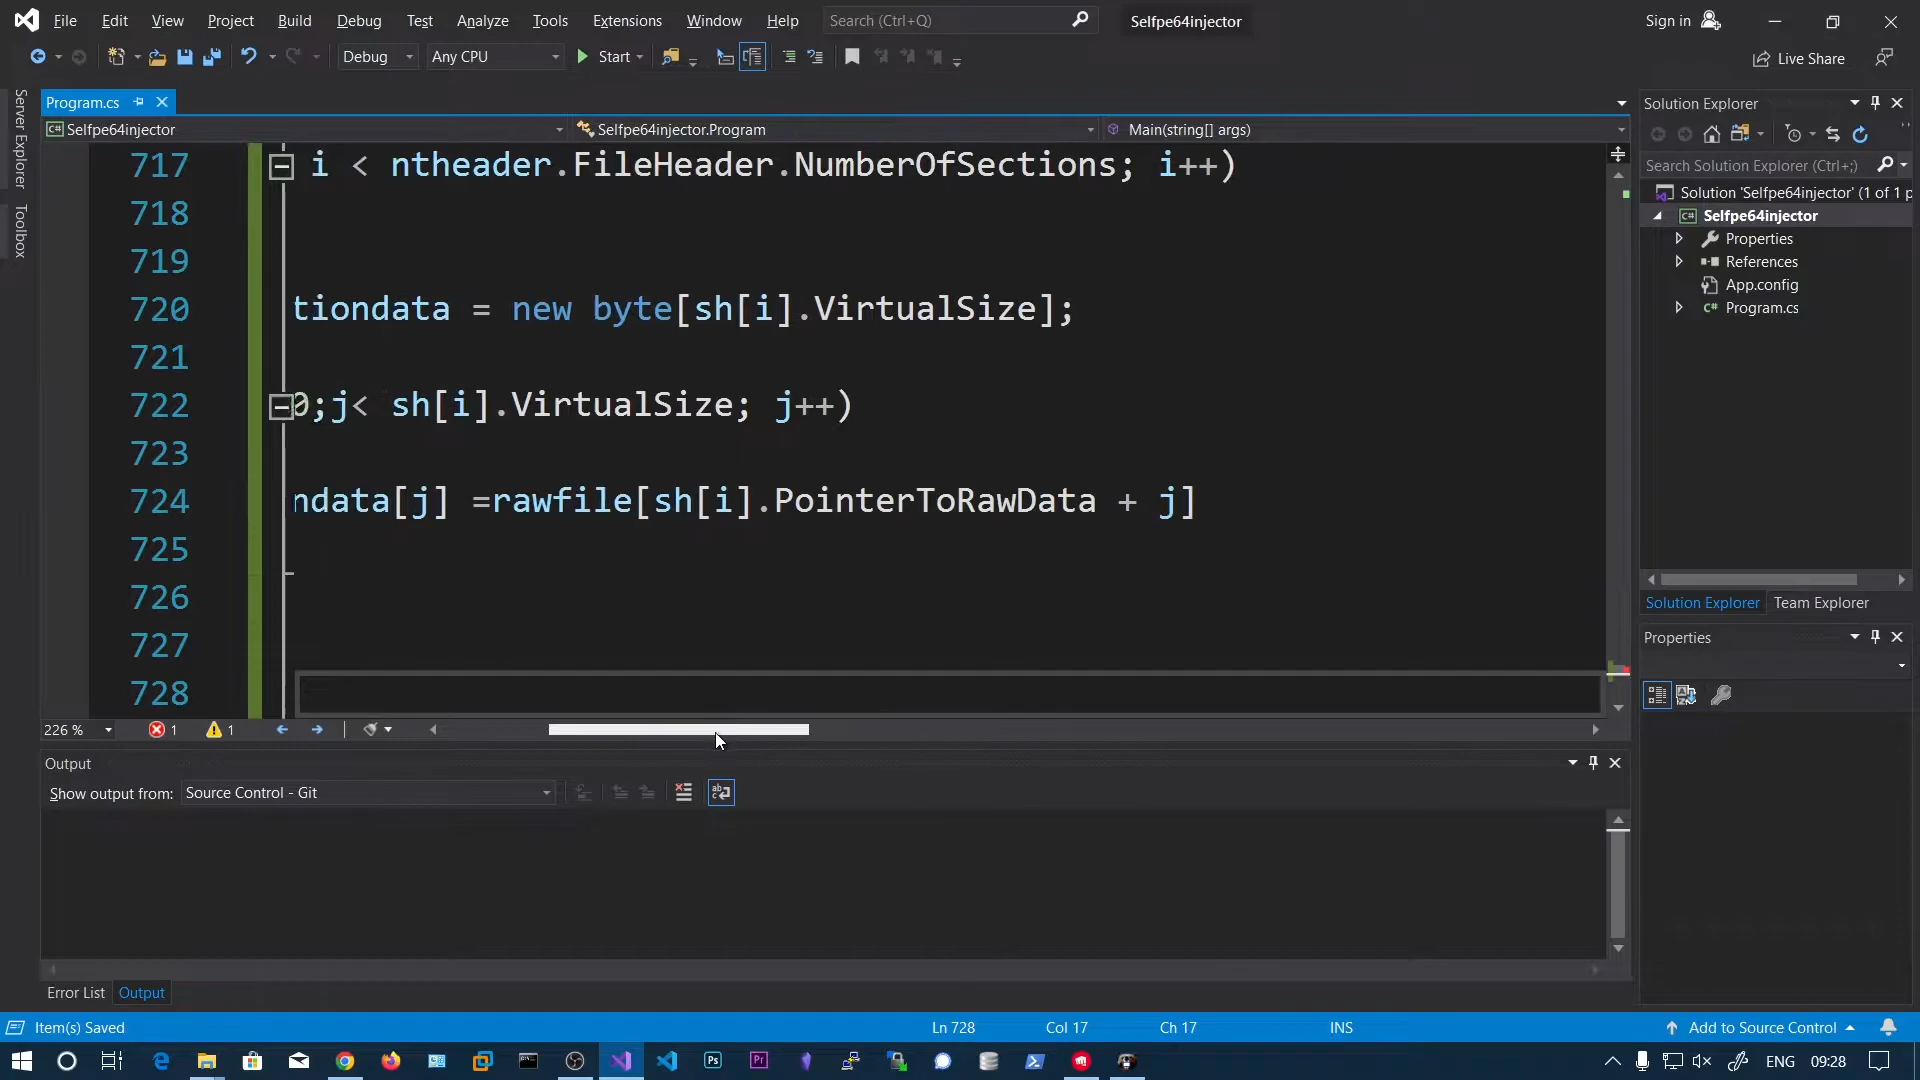 File Edit View Project Build Debug Test Analyze Tools Extensions Window Help Search (Ctrl+Q) Selfpe64injector Sign in
Debug Any CPU Start Live Share
Server Explorer
Toolbox
Program.cs
Selfpe64injector Selfpe64injector.Program Main(string[] args)
717 i < ntheader.FileHeader.NumberOfSections; i++)
718
719
720 tiondata = new byte[sh[i].VirtualSize];
721
722 0;j< sh[i].VirtualSize; j++)
723
724 ndata[j] =rawfile[sh[i].PointerToRawData + j]
725
726
727
728
226 % 1 1
Output
Show output from: Source Control - Git
Error List Output
Solution Explorer
Search Solution Explorer (Ctrl+;)
Solution 'Selfpe64injector' (1 of 1 p
C# Selfpe64injector
Properties
References
App.config
C# Program.cs
Solution Explorer Team Explorer
Properties
Item(s) Saved Ln 728 Col 17 Ch 17 INS Add to Source Control
Ps Pr ENG 09:28